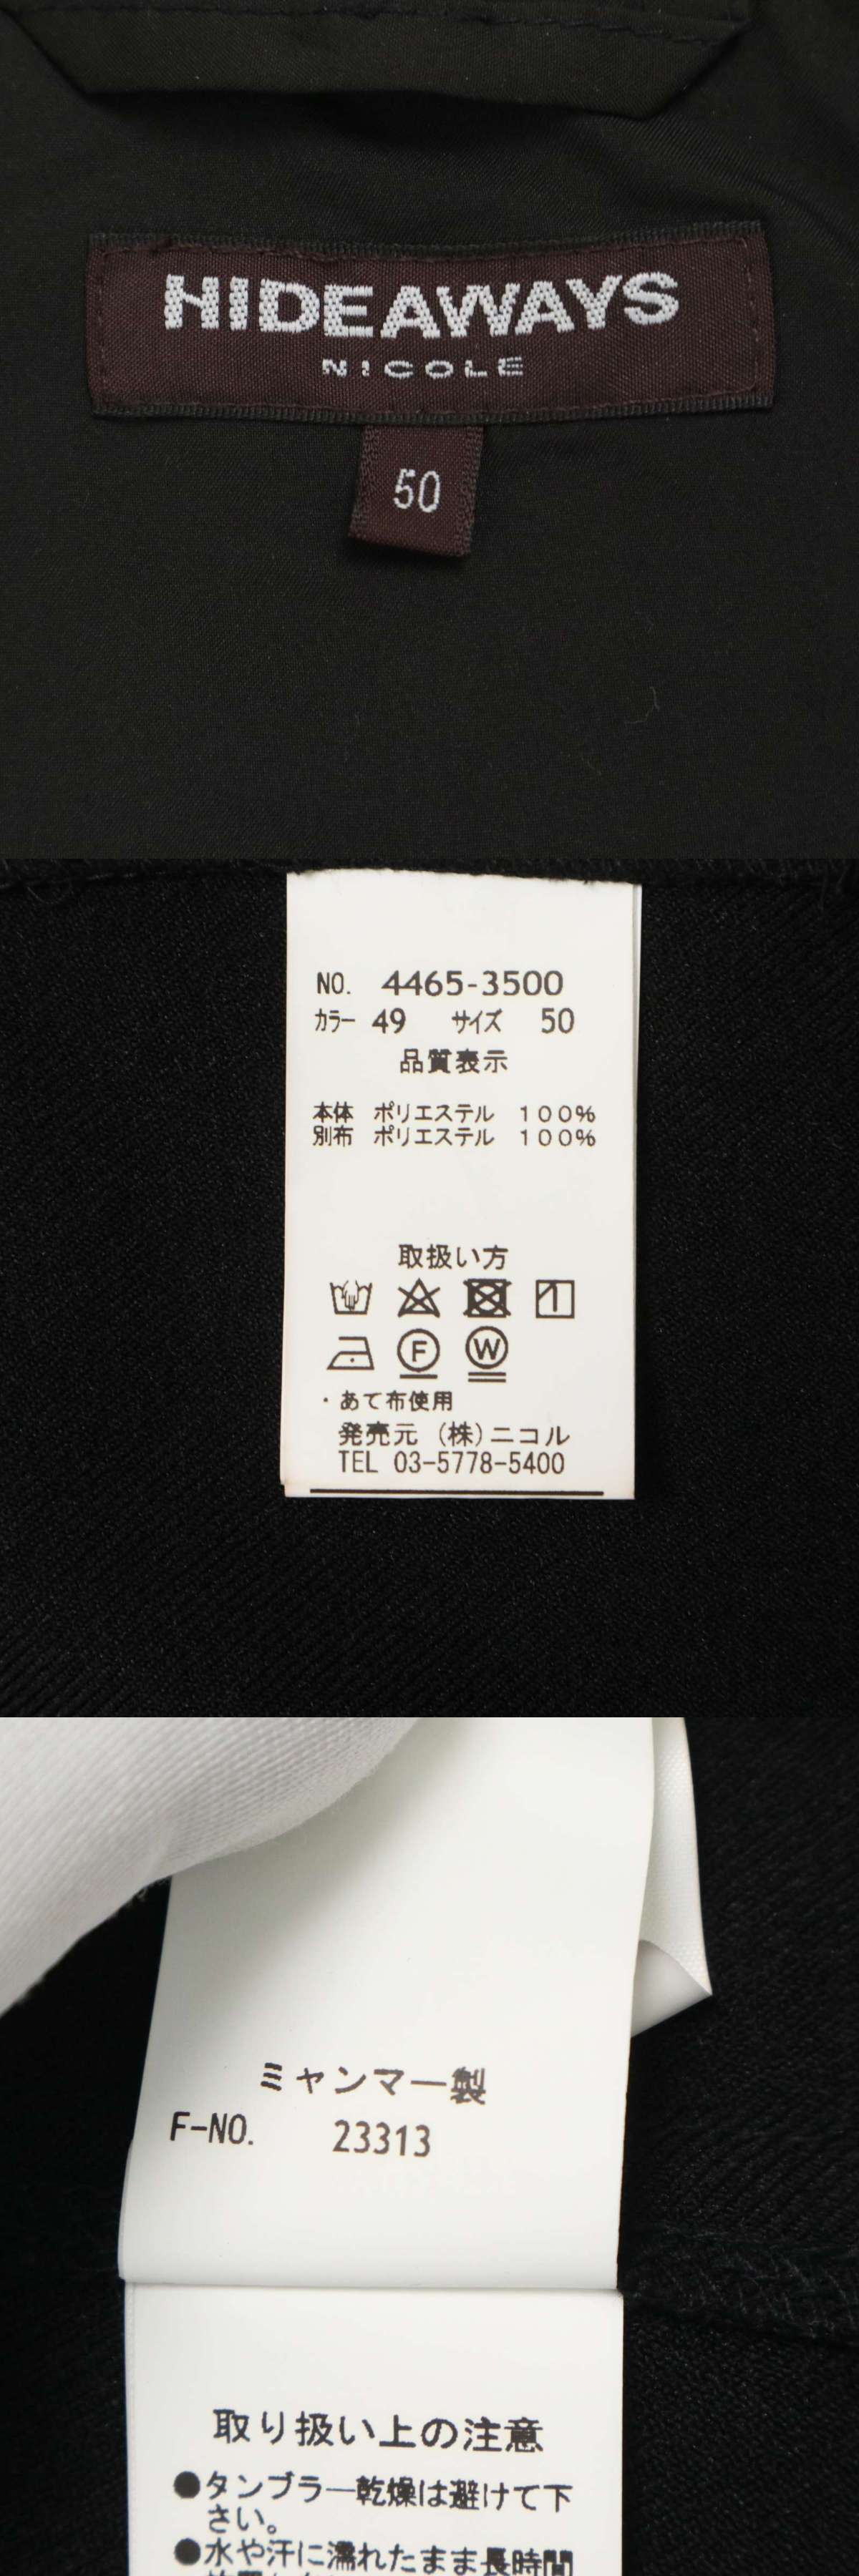 HIDEAWAYS
NICOLE
50
NO. 4465-3500
カラー 49 サイズ 50
品質表示
本体 ポリエステル 100%
別布 ポリエステル 100%
取扱い方
F W
・あて布使用
発売元 (株)ニコル
TEL 03-5778-5400
ミャンマー製
F-NO. 23313
取り扱い上の注意
●タンブラー乾燥は避けて下
さい。
●水や汗に濡れたまま長時間